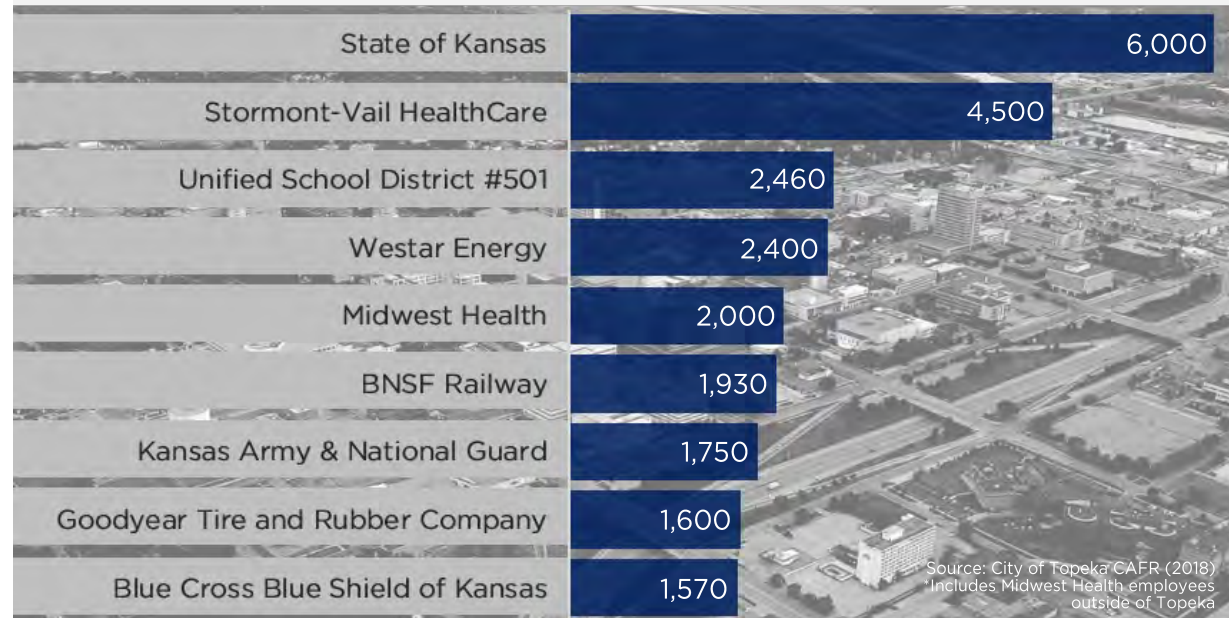 State of Kansas 6,000
Stormont-Vail HealthCare 4,500
Unified School District #501 2,460
Westar Energy 2,400
Midwest Health 2,000
BNSF Railway 1,930
Kansas Army & National Guard 1,750
Goodyear Tire and Rubber Company 1,600
Blue Cross Blue Shield of Kansas 1,570
Source: City of Topeka CAFR (2018)
*Includes Midwest Health employees
outside of Topeka